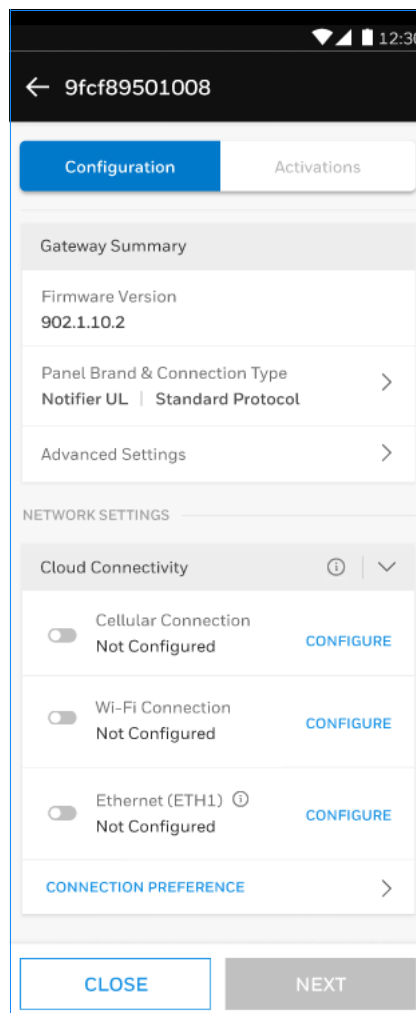 12:36
9fcf89501008
Configuration
Activations
Gateway Summary
Firmware Version
902.1.10.2
Panel Brand & Connection Type
Notifier UL | Standard Protocol
Advanced Settings
NETWORK SETTINGS
Cloud Connectivity
Cellular Connection
Not Configured
CONFIGURE
Wi-Fi Connection
Not Configured
CONFIGURE
Ethernet (ETH1)
Not Configured
CONFIGURE
CONNECTION PREFERENCE
CLOSE
NEXT